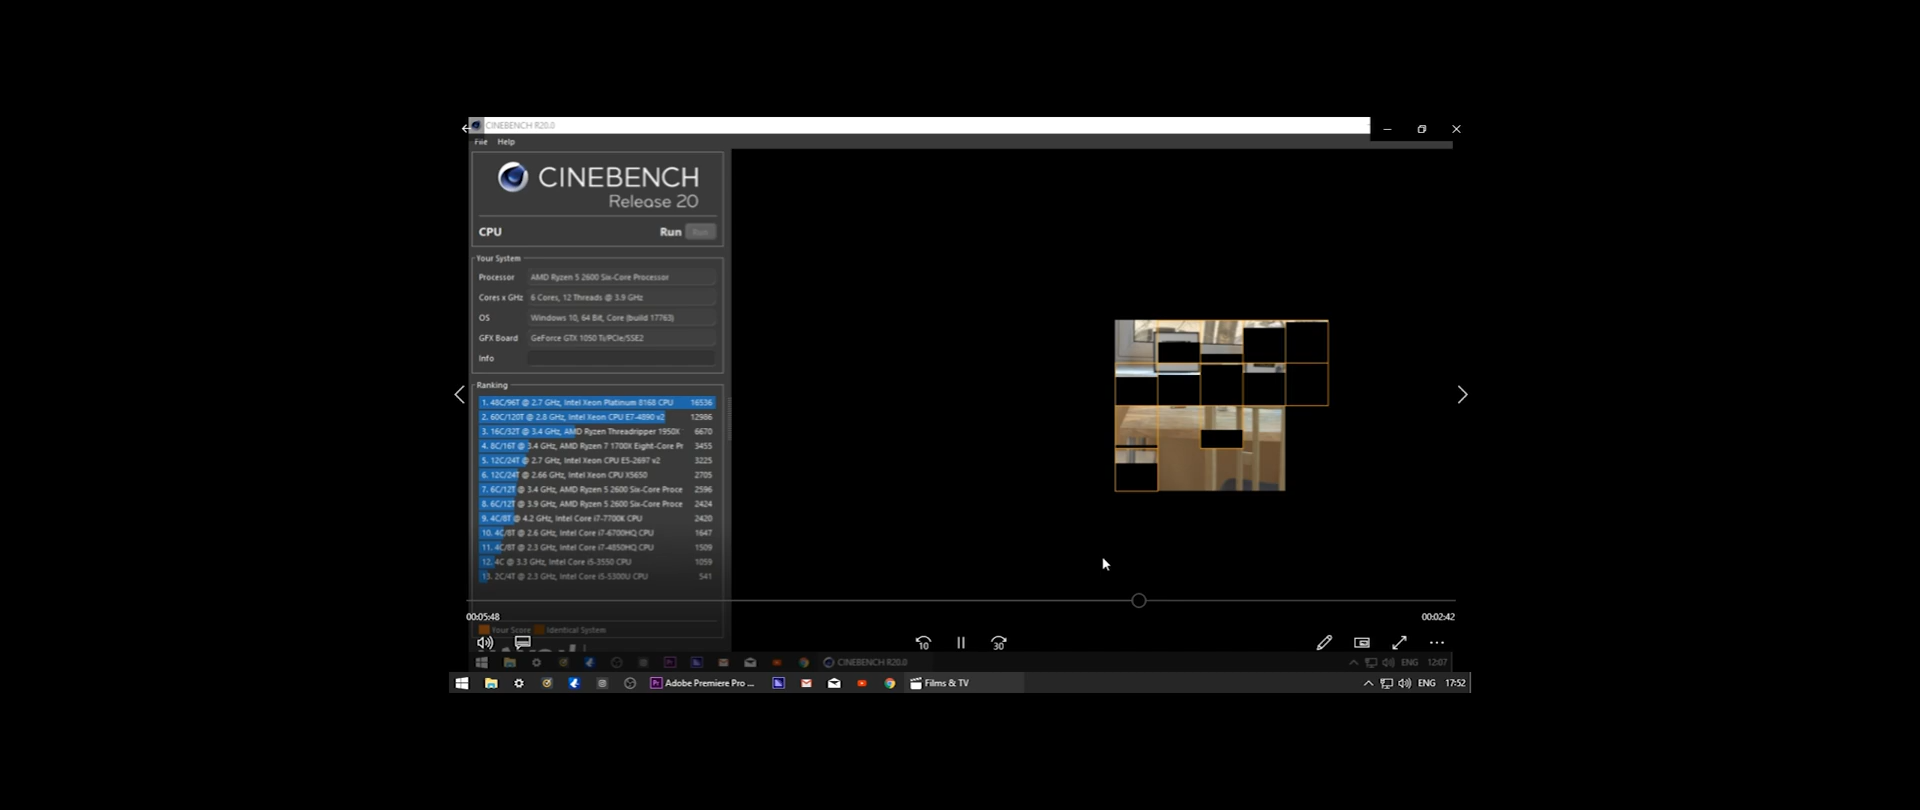 CINEBENCH R20.0
File Help
CINEBENCH
Release 20
CPU Run Run
Your System
Processor AMD Ryzen 5 2600 Six-Core Processor
Cores x GHz 6 Cores, 12 Threads @ 3.9 GHz
OS Windows 10, 64 Bit, Core (build 17763)
GFX Board GeForce GTX 1050 Ti/PCIe/SSE2
Info
Ranking
1. 48C/96T @ 2.7 GHz, Intel Xeon Platinum 8168 CPU 16536
2. 60C/120T @ 2.8 GHz, Intel Xeon CPU E7-4890 v2 12986
3. 16C/32T @ 3.4 GHz, AMD Ryzen Threadripper 1950X 6670
4. 8C/16T @ 3.4 GHz, AMD Ryzen 7 1700X Eight-Core Pr 3455
5. 12C/24T @ 2.7 GHz, Intel Xeon CPU E5-2697 v2 3225
6. 12C/24T @ 2.66 GHz, Intel Xeon CPU X5650 2705
7. 6C/12T @ 3.4 GHz, AMD Ryzen 5 2600 Six-Core Proce 2596
8. 6C/12T @ 3.9 GHz, AMD Ryzen 5 2600 Six-Core Proce 2424
9. 4C/8T @ 4.2 GHz, Intel Core i7-7700K CPU 2420
10. 4C/8T @ 2.6 GHz, Intel Core i7-6700HQ CPU 1647
11. 4C/8T @ 2.3 GHz, Intel Core i7-4850HQ CPU 1509
12. 4C @ 3.3 GHz, Intel Core i5-3550 CPU 1059
13. 2C/4T @ 2.3 GHz, Intel Core i5-5300U CPU 541
00:05:48 00:02:42
Your Score Identical System
10 30
CINEBENCH R20.0 ENG 12:07
Adobe Premiere Pro ... Films & TV ENG 17:52